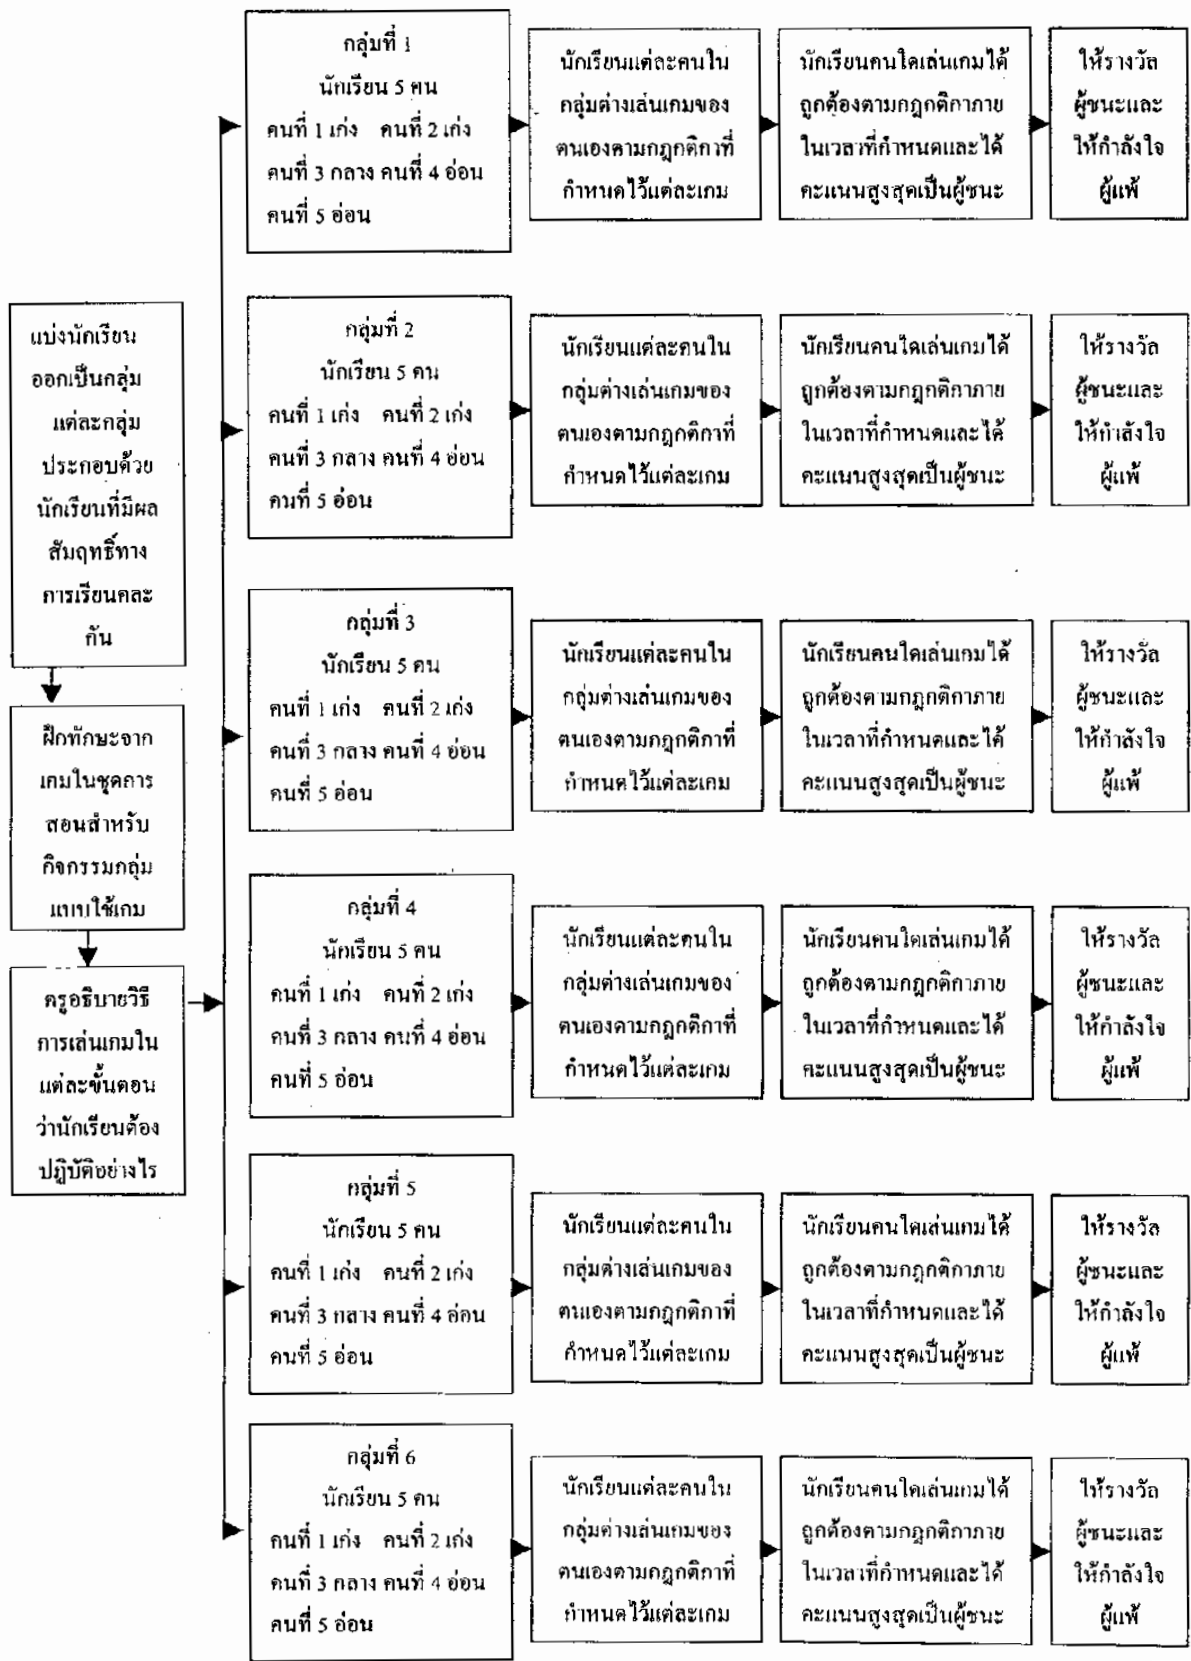 แบ่งนักเรียน
ออกเป็นกลุ่ม
แต่ละกลุ่ม
ประกอบด้วย
นักเรียนที่มีผล
สัมฤทธิ์ทาง
การเรียนคละ
กัน
ฝึกทักษะจาก
เกมในชุดการ
สอนสำหรับ
กิจกรรมกลุ่ม
แบบใช้เกม
ครูอธิบายวิธี
การเล่นเกมใน
แต่ละขั้นตอน
ว่านักเรียนต้อง
ปฏิบัติอย่างไร
กลุ่มที่ 1
นักเรียน 5 คน
คนที่ 1 เก่ง คนที่ 2 เก่ง
คนที่ 3 กลาง คนที่ 4 อ่อน
คนที่ 5 อ่อน
นักเรียนแต่ละคนใน
กลุ่มต่างเล่นเกมของ
ตนเองตามกฎกติกาที่
กำหนดไว้แต่ละเกม
นักเรียนคนใดเล่นเกมได้
ถูกต้องตามกฎกติกาภาย
ในเวลาที่กำหนดและได้
คะแนนสูงสุดเป็นผู้ชนะ
ให้รางวัล
ผู้ชนะและ
ให้กำลังใจ
ผู้แพ้
กลุ่มที่ 2
นักเรียน 5 คน
คนที่ 1 เก่ง คนที่ 2 เก่ง
คนที่ 3 กลาง คนที่ 4 อ่อน
คนที่ 5 อ่อน
นักเรียนแต่ละคนใน
กลุ่มต่างเล่นเกมของ
ตนเองตามกฎกติกาที่
กำหนดไว้แต่ละเกม
นักเรียนคนใดเล่นเกมได้
ถูกต้องตามกฎกติกาภาย
ในเวลาที่กำหนดและได้
คะแนนสูงสุดเป็นผู้ชนะ
ให้รางวัล
ผู้ชนะและ
ให้กำลังใจ
ผู้แพ้
กลุ่มที่ 3
นักเรียน 5 คน
คนที่ 1 เก่ง คนที่ 2 เก่ง
คนที่ 3 กลาง คนที่ 4 อ่อน
คนที่ 5 อ่อน
นักเรียนแต่ละคนใน
กลุ่มต่างเล่นเกมของ
ตนเองตามกฎกติกาที่
กำหนดไว้แต่ละเกม
นักเรียนคนใดเล่นเกมได้
ถูกต้องตามกฎกติกาภาย
ในเวลาที่กำหนดและได้
คะแนนสูงสุดเป็นผู้ชนะ
ให้รางวัล
ผู้ชนะและ
ให้กำลังใจ
ผู้แพ้
กลุ่มที่ 4
นักเรียน 5 คน
คนที่ 1 เก่ง คนที่ 2 เก่ง
คนที่ 3 กลาง คนที่ 4 อ่อน
คนที่ 5 อ่อน
นักเรียนแต่ละคนใน
กลุ่มต่างเล่นเกมของ
ตนเองตามกฎกติกาที่
กำหนดไว้แต่ละเกม
นักเรียนคนใดเล่นเกมได้
ถูกต้องตามกฎกติกาภาย
ในเวลาที่กำหนดและได้
คะแนนสูงสุดเป็นผู้ชนะ
ให้รางวัล
ผู้ชนะและ
ให้กำลังใจ
ผู้แพ้
กลุ่มที่ 5
นักเรียน 5 คน
คนที่ 1 เก่ง คนที่ 2 เก่ง
คนที่ 3 กลาง คนที่ 4 อ่อน
คนที่ 5 อ่อน
นักเรียนแต่ละคนใน
กลุ่มต่างเล่นเกมของ
ตนเองตามกฎกติกาที่
กำหนดไว้แต่ละเกม
นักเรียนคนใดเล่นเกมได้
ถูกต้องตามกฎกติกาภาย
ในเวลาที่กำหนดและได้
คะแนนสูงสุดเป็นผู้ชนะ
ให้รางวัล
ผู้ชนะและ
ให้กำลังใจ
ผู้แพ้
กลุ่มที่ 6
นักเรียน 5 คน
คนที่ 1 เก่ง คนที่ 2 เก่ง
คนที่ 3 กลาง คนที่ 4 อ่อน
คนที่ 5 อ่อน
นักเรียนแต่ละคนใน
กลุ่มต่างเล่นเกมของ
ตนเองตามกฎกติกาที่
กำหนดไว้แต่ละเกม
นักเรียนคนใดเล่นเกมได้
ถูกต้องตามกฎกติกาภาย
ในเวลาที่กำหนดและได้
คะแนนสูงสุดเป็นผู้ชนะ
ให้รางวัล
ผู้ชนะและ
ให้กำลังใจ
ผู้แพ้